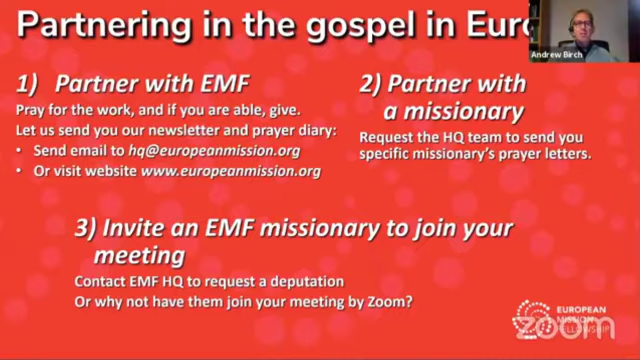 Partnering in the gospel in Euro
Andrew Birch
1) Partner with EMF
Pray for the work, and if you are able, give.
Let us send you our newsletter and prayer diary:
• Send email to hq@europeanmission.org
• Or visit website www.europeanmission.org
2) Partner with
a missionary
Request the HQ team to send you
specific missionary's prayer letters.
3) Invite an EMF missionary to join your
meeting
Contact EMF HQ to request a deputation
Or why not have them join your meeting by Zoom?
EUROPEAN
MISSION
FELLOWSHIP
zoom